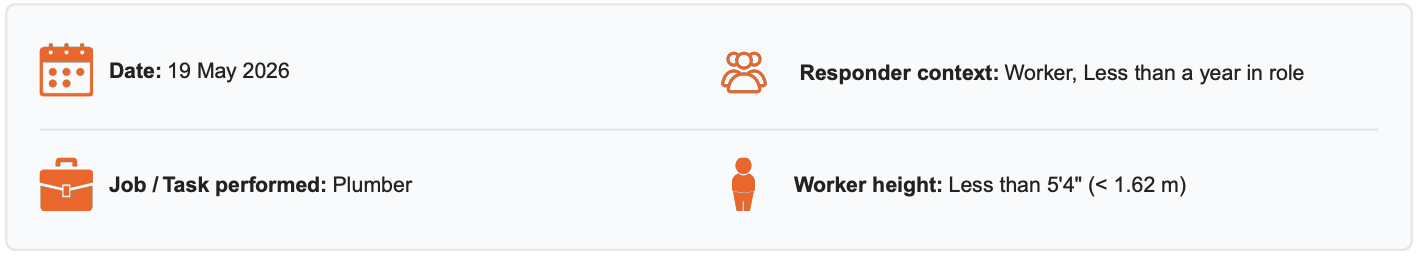 Date: 19 May 2026
Responder context: Worker, Less than a year in role
Job / Task performed: Plumber
Worker height: Less than 5'4" (< 1.62 m)